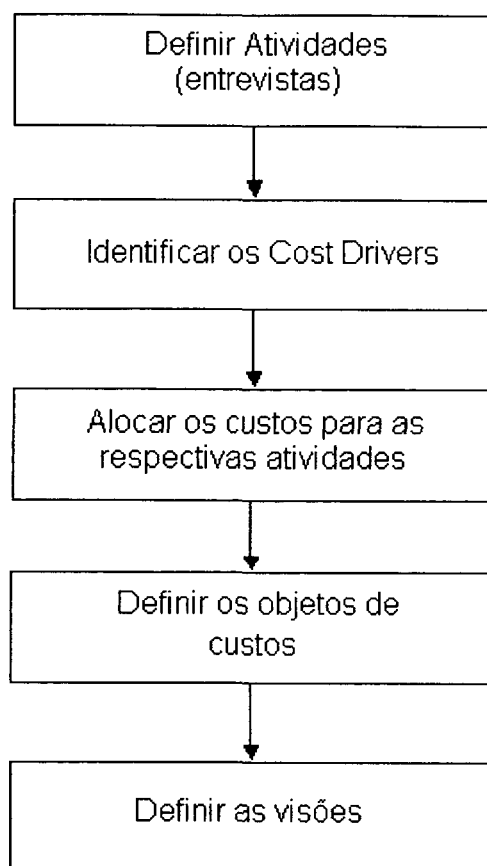 Definir Atividades
(entrevistas)
Identificar os Cost Drivers
Alocar os custos para as
respectivas atividades
Definir os objetos de
custos
Definir as visões